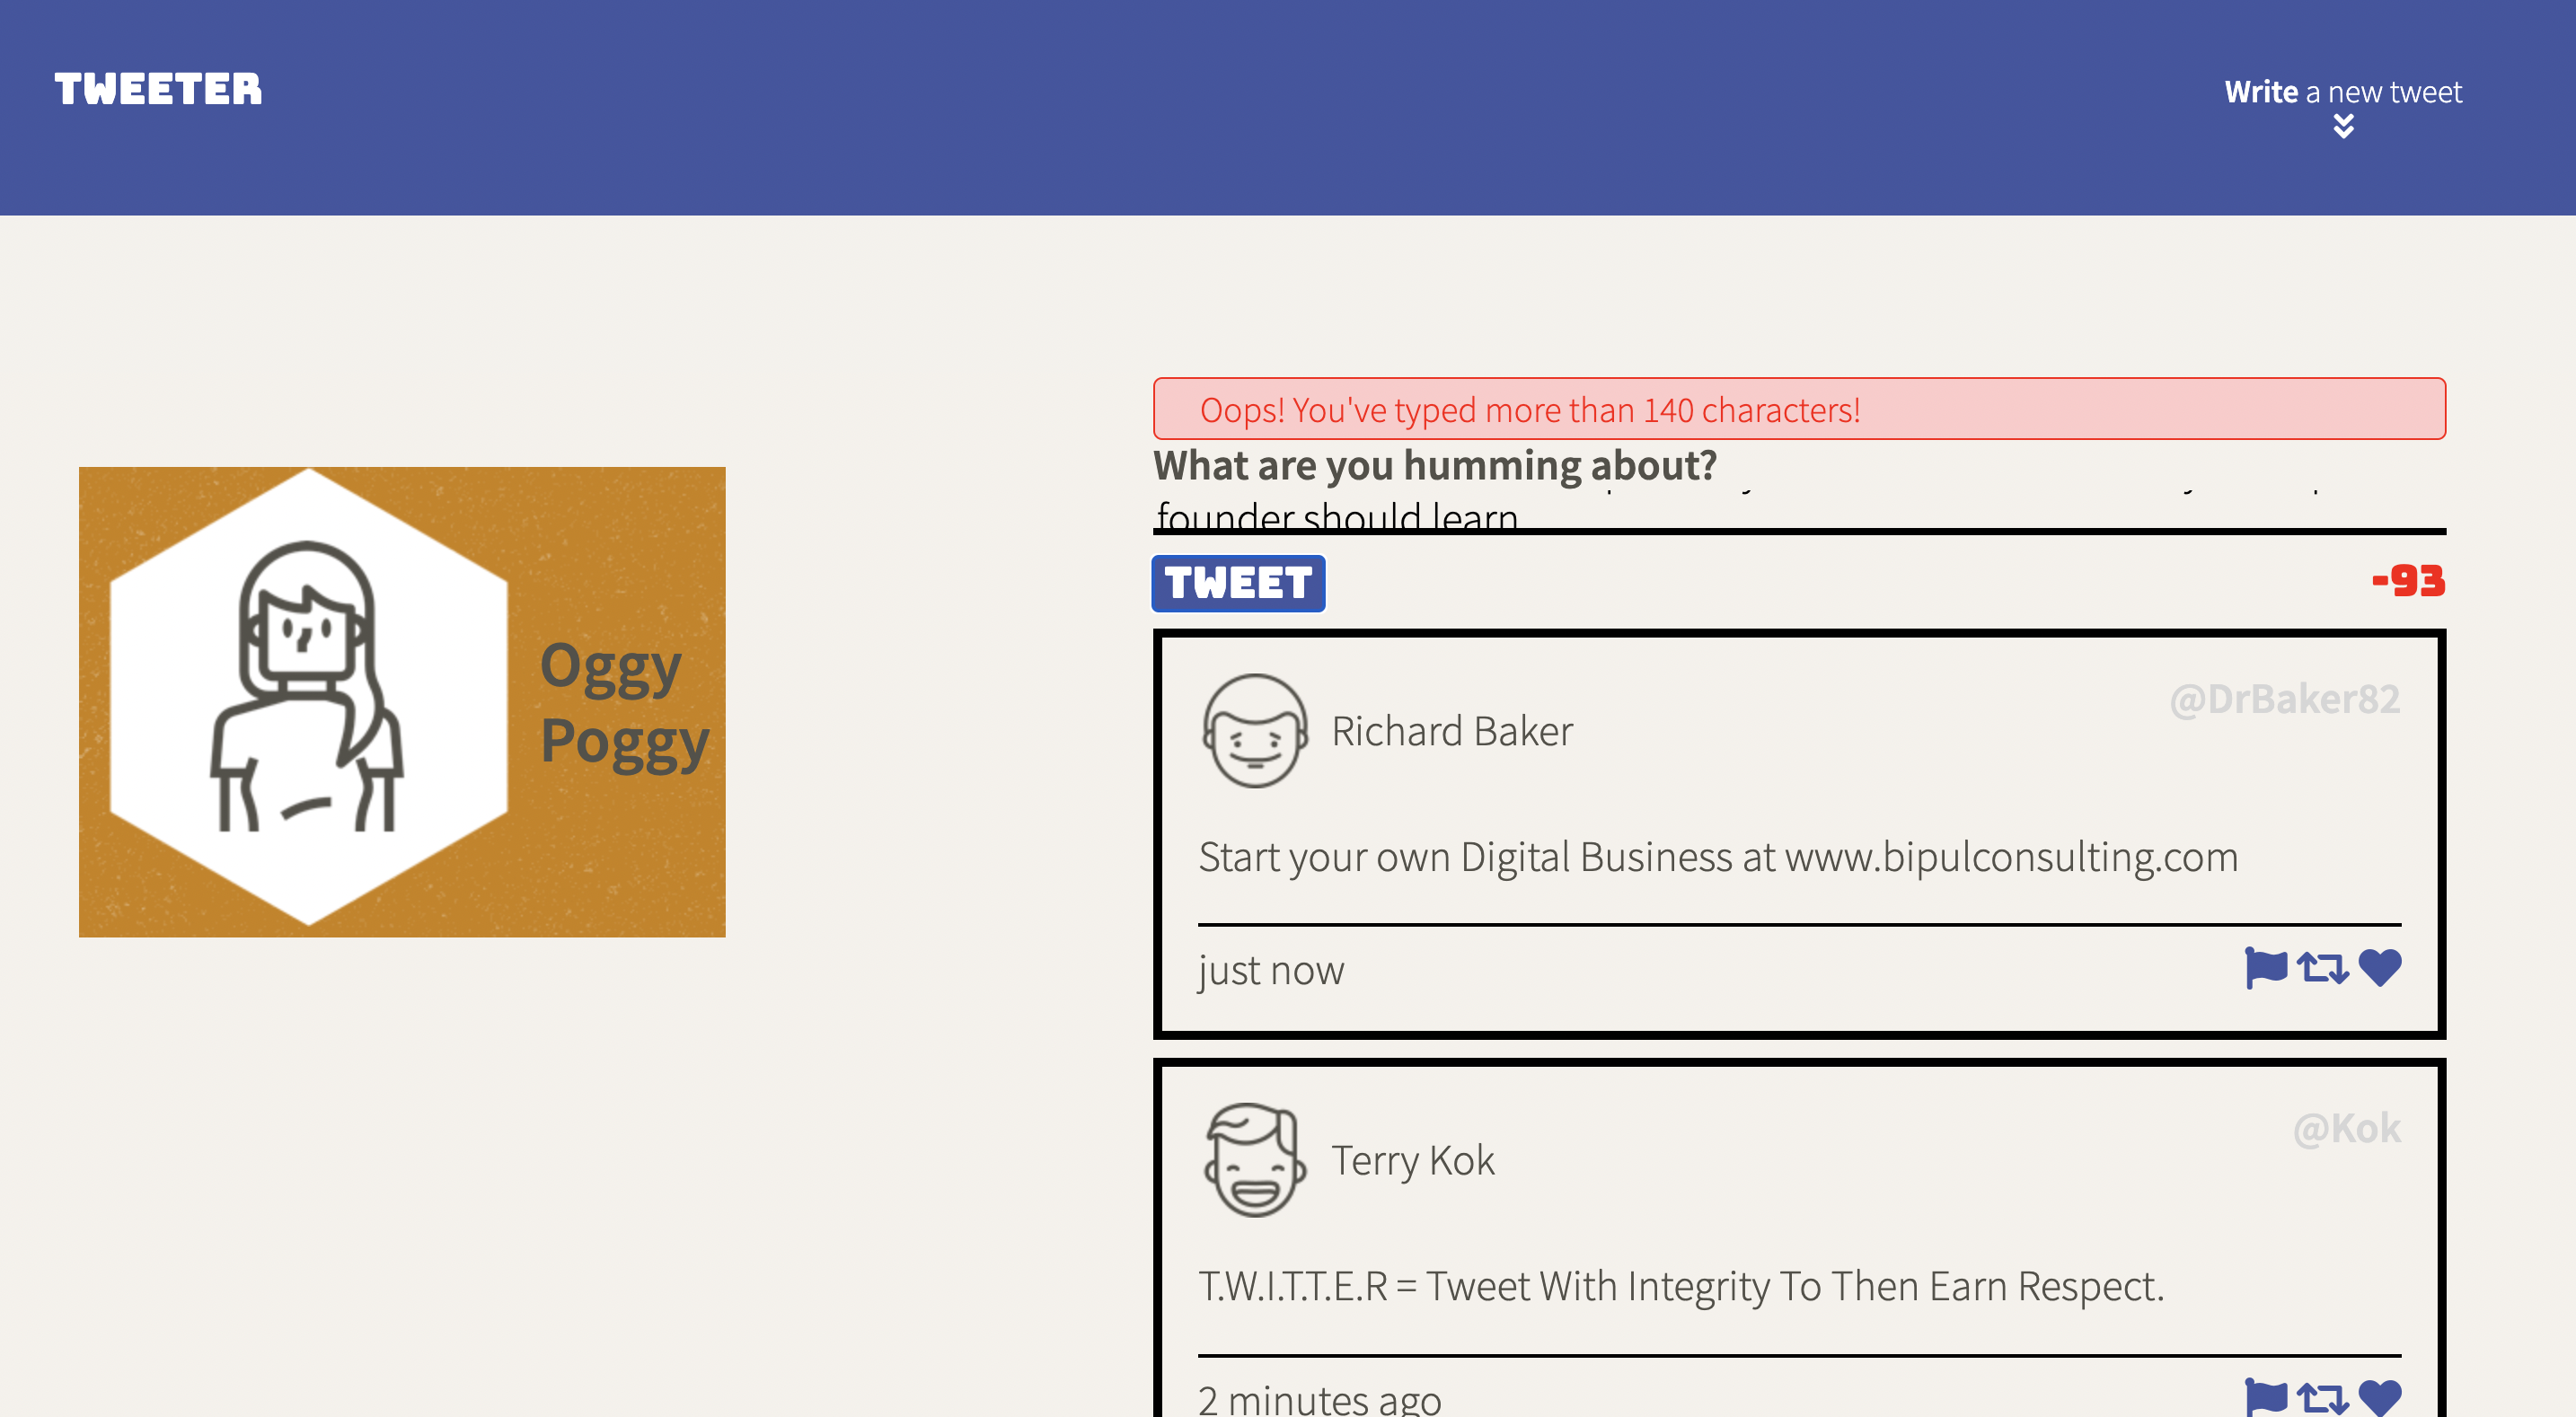 TWEETER
Write a new tweet
Oops! You've typed more than 140 characters!
What are you humming about?
founder should learn
TWEET
-93
Oggy
Poggy
Richard Baker
@DrBaker82
Start your own Digital Business at www.bipulconsulting.com
just now
Terry Kok
@Kok
T.W.I.T.T.E.R = Tweet With Integrity To Then Earn Respect.
2 minutes ago